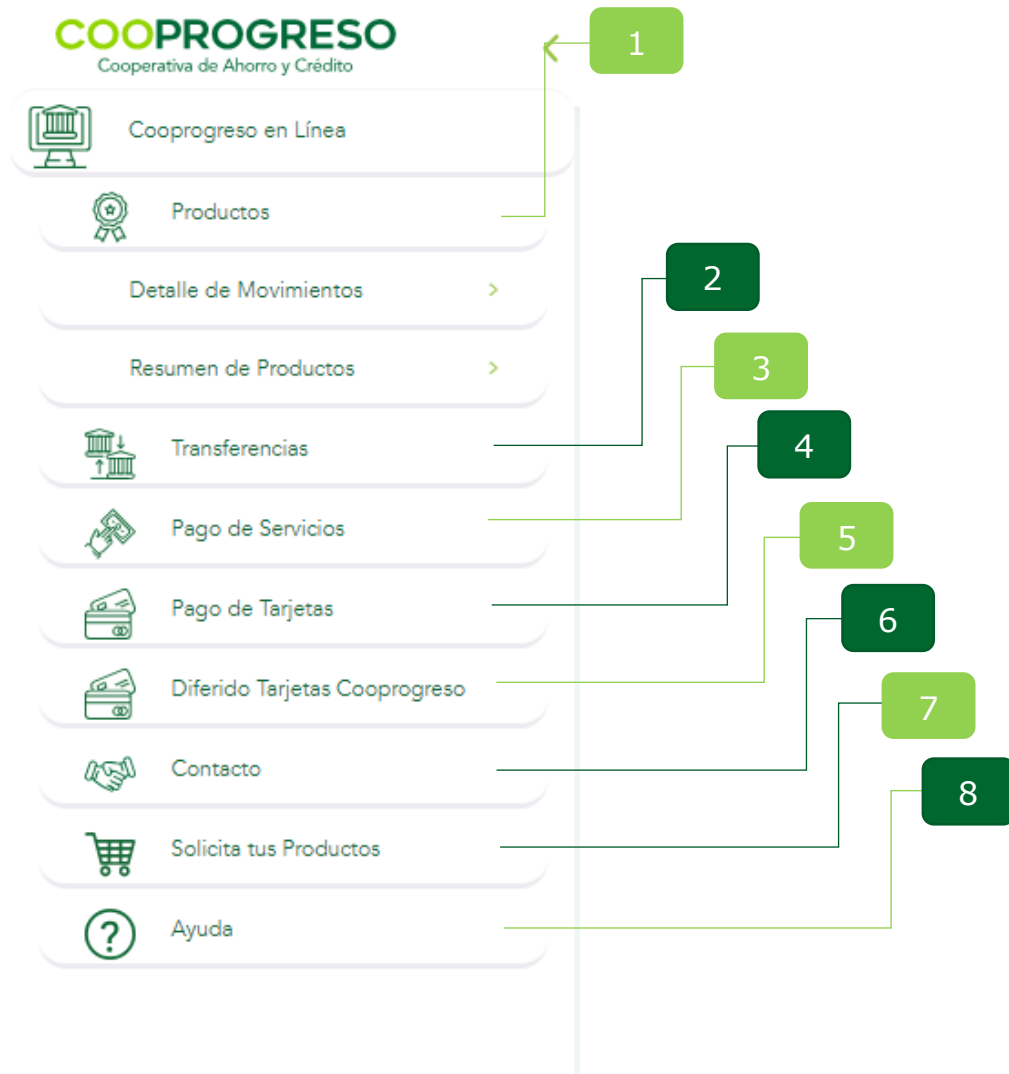 COOPROGRESO
Cooperativa de Ahorro y Crédito
1
Cooprogreso en Línea
Productos
Detalle de Movimientos
2
Resumen de Productos
3
Transferencias
4
Pago de Servicios
5
Pago de Tarjetas
6
Diferido Tarjetas Cooprogreso
7
Contacto
8
Solicita tus Productos
Ayuda